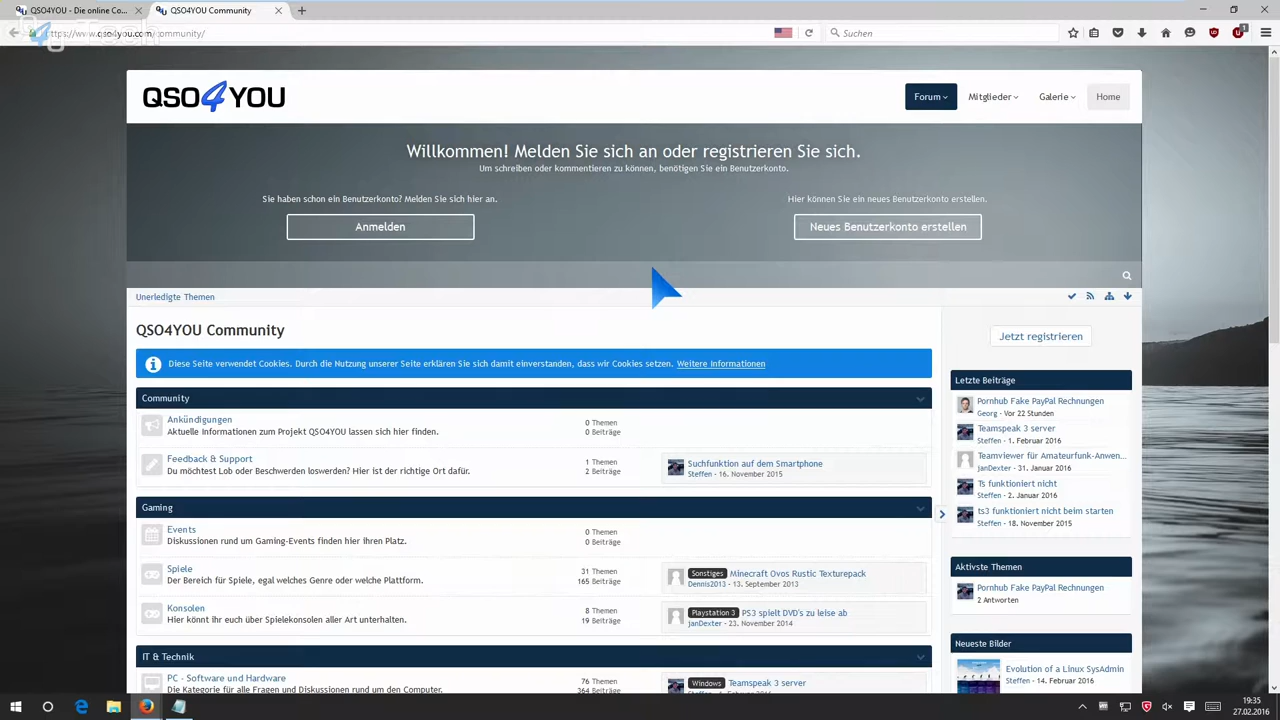 QSO4YOU - Die online Co...
QSO4YOU Community
https://www.qso4you.com/community/
Suchen
QSO4YOU
Forum
Mitglieder
Galerie
Home
Willkommen! Melden Sie sich an oder registrieren Sie sich.
Um schreiben oder kommentieren zu können, benötigen Sie ein Benutzerkonto.
Sie haben schon ein Benutzerkonto? Melden Sie sich hier an.
Anmelden
Hier können Sie ein neues Benutzerkonto erstellen.
Neues Benutzerkonto erstellen
Unerledigte Themen
QSO4YOU Community
Diese Seite verwendet Cookies. Durch die Nutzung unserer Seite erklären Sie sich damit einverstanden, dass wir Cookies setzen. Weitere Informationen
Community
Ankündigungen
Aktuelle Informationen zum Projekt QSO4YOU lassen sich hier finden.
0 Themen
0 Beiträge
Feedback & Support
Du möchtest Lob oder Beschwerden loswerden? Hier ist der richtige Ort dafür.
1 Themen
2 Beiträge
Suchfunktion auf dem Smartphone
Steffen - 16. November 2015
Gaming
Events
Diskussionen rund um Gaming-Events finden hier ihren Platz.
0 Themen
0 Beiträge
Spiele
Der Bereich für Spiele, egal welches Genre oder welche Plattform.
31 Themen
165 Beiträge
Sonstiges Minecraft Ovos Rustic Texturepack
Dennis2013 - 13. September 2013
Konsolen
Hier könnt ihr euch über Spielekonsolen aller Art unterhalten.
8 Themen
19 Beiträge
Playstation 3 PS3 spielt DVD's zu leise ab
janDexter - 23. November 2014
IT & Technik
PC - Software und Hardware
Die Kategorie für alle Fragen und Diskussionen rund um den Computer.
76 Themen
364 Beiträge
Windows Teamspeak 3 server
Jetzt registrieren
Letzte Beiträge
Pornhub Fake PayPal Rechnungen
Georg - Vor 22 Stunden
Teamspeak 3 server
Steffen - 1. Februar 2016
Teamviewer für Amateurfunk-Anwen...
janDexter - 31. Januar 2016
Ts funktioniert nicht
Steffen - 2. Januar 2016
ts3 funktioniert nicht beim starten
Steffen - 18. November 2015
Aktivste Themen
Pornhub Fake PayPal Rechnungen
2 Antworten
Neueste Bilder
Evolution of a Linux SysAdmin
Steffen - 14. Februar 2016
19:35
27.02.2016